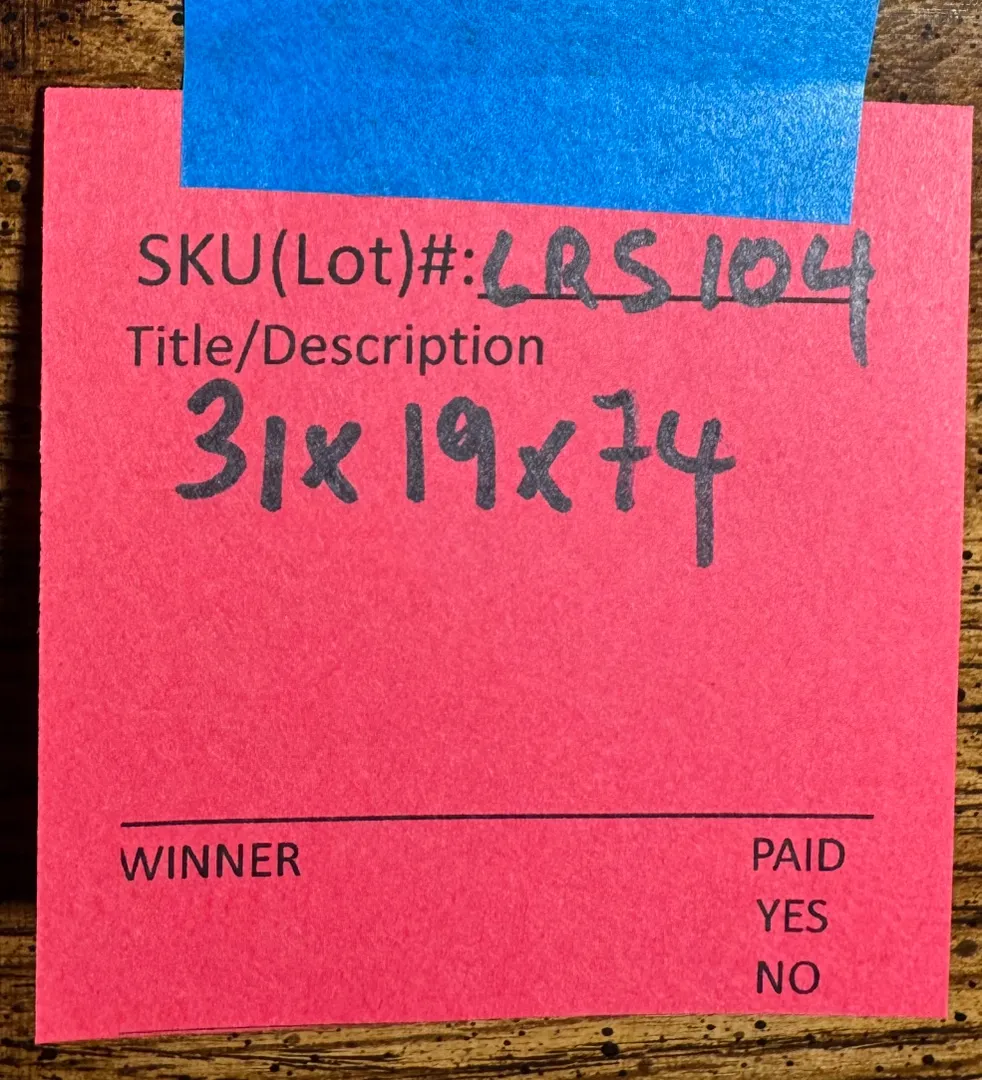 SKU(Lot)#: LRS104
Title/Description
31x19x74
WINNER PAID
YES
NO